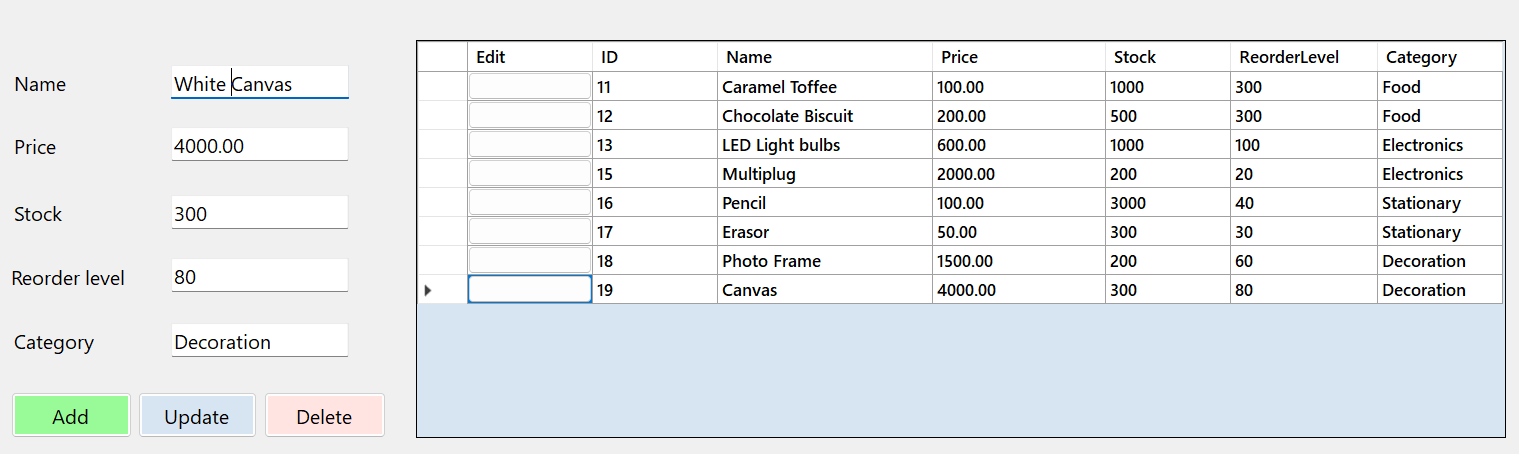 Name White Canvas
Price 4000.00
Stock 300
Reorder level 80
Category Decoration
Add Update Delete
Edit ID Name Price Stock ReorderLevel Category
11 Caramel Toffee 100.00 1000 300 Food
12 Chocolate Biscuit 200.00 500 300 Food
13 LED Light bulbs 600.00 1000 100 Electronics
15 Multiplug 2000.00 200 20 Electronics
16 Pencil 100.00 3000 40 Stationary
17 Erasor 50.00 300 30 Stationary
18 Photo Frame 1500.00 200 60 Decoration
19 Canvas 4000.00 300 80 Decoration